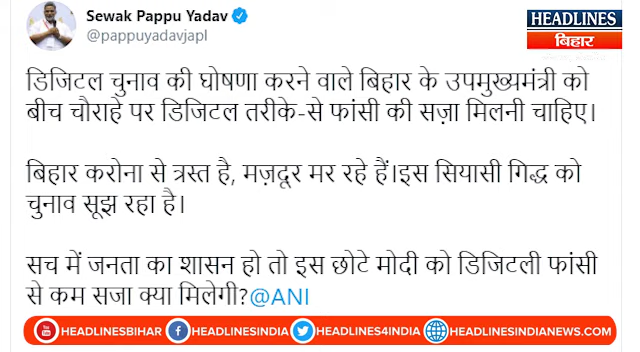 Sewak Pappu Yadav
@pappuyadavjapl
HEADLINES
बिहार
डिजिटल चुनाव की घोषणा करने वाले बिहार के उपमुख्यमंत्री को
बीच चौराहे पर डिजिटल तरीके-से फांसी की सज़ा मिलनी चाहिए।
बिहार करोना से त्रस्त है, मज़दूर मर रहे हैं।इस सियासी गिद्ध को
चुनाव सूझ रहा है।
सच में जनता का शासन हो तो इस छोटे मोदी को डिजिटली फांसी
से कम सजा क्या मिलेगी?@ANI
HEADLINESBIHAR HEADLINESINDIA HEADLINES4INDIA HEADLINESINDIANEWS.COM